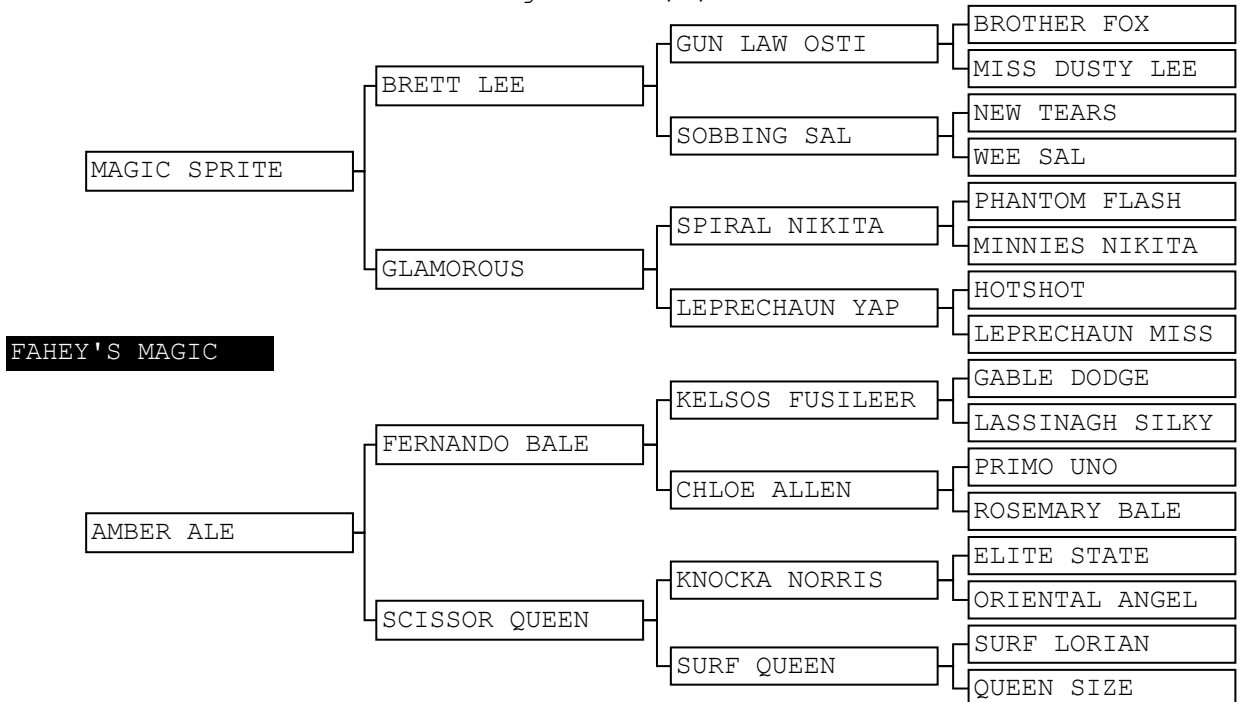 BROTHER FOX
GUN LAW OSTI
MISS DUSTY LEE
BRETT LEE
NEW TEARS
SOBBING SAL
WEE SAL
MAGIC SPRITE
PHANTOM FLASH
SPIRAL NIKITA
MINNIES NIKITA
GLAMOROUS
HOTSHOT
LEPRECHAUN YAP
LEPRECHAUN MISS
FAHEY'S MAGIC
GABLE DODGE
KELSOS FUSILEER
LASSINAGH SILKY
FERNANDO BALE
PRIMO UNO
CHLOE ALLEN
ROSEMARY BALE
AMBER ALE
ELITE STATE
KNOCKA NORRIS
ORIENTAL ANGEL
SCISSOR QUEEN
SURF LORIAN
SURF QUEEN
QUEEN SIZE